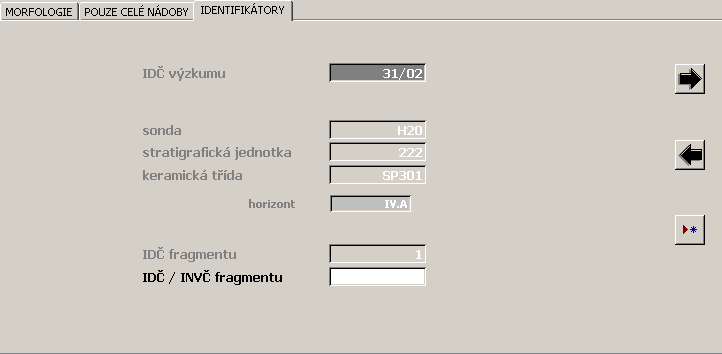 MORFOLOGIE POUZE CELÉ NÁDOBY IDENTIFIKÁTORY
IDČ výzkumu 31/02
sonda H20
stratigrafická jednotka 222
keramická třída SP301
horizont IV.A
IDČ fragmentu 1
IDČ / INVČ fragmentu